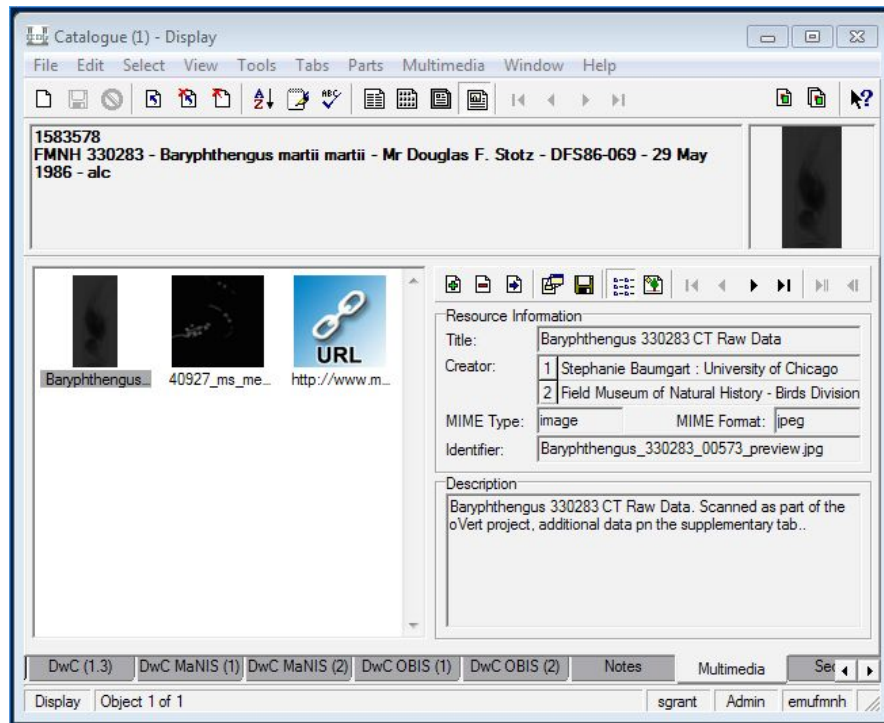 Catalogue (1) - Display
File Edit Select View Tools Tabs Parts Multimedia Window Help
1583578
FMNH 330283 - Baryphthengus martii martii - Mr Douglas F. Stotz - DFS86-069 - 29 May
1986 - alc
Resource Information
Title: Baryphthengus 330283 CT Raw Data
Creator: 1 Stephanie Baumgart : University of Chicago
2 Field Museum of Natural History - Birds Division
MIME Type: image MIME Format: jpeg
Identifier: Baryphthengus_330283_00573_preview.jpg
URL
Baryphthengus... 40927_ms_me... http://www.m...
Description
Baryphthengus 330283 CT Raw Data. Scanned as part of the
oVert project, additional data pn the supplementary tab..
DwC (1.3) DwC MaNIS (1) DwC MaNIS (2) DwC OBIS (1) DwC OBIS (2) Notes Multimedia Sec
Display Object 1 of 1 sgrant Admin emufmnh